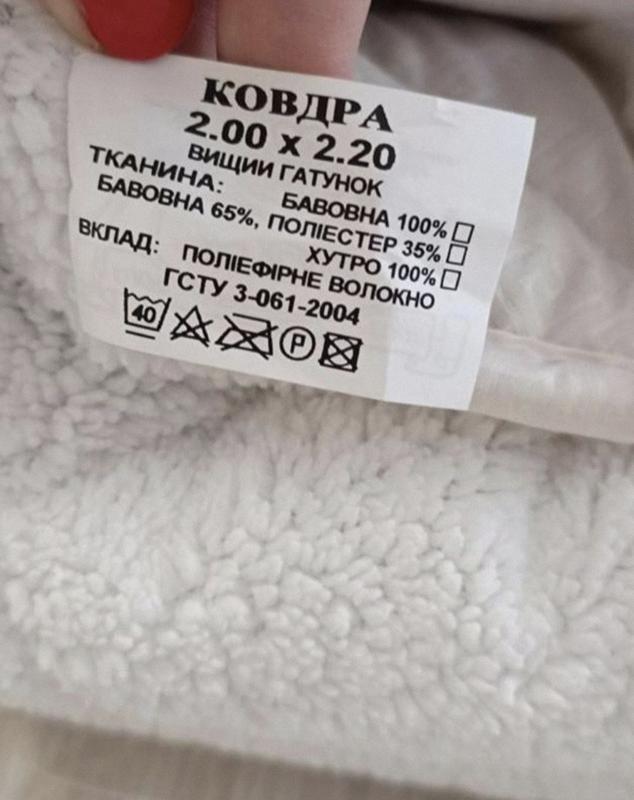 КОВДРА
2.00 х 2.20
ВИЩИИ ГАТУНОК
ТКАНИНА: БАВОВНА 100% ☐
БАВОВНА 65%, ПОЛІЕСТЕР 35% ☐
ХУТРО 100% ☐
ВКЛАД: ПОЛІЕФІРНЕ ВОЛОКНО
ГСТУ 3-061-2004
40 P